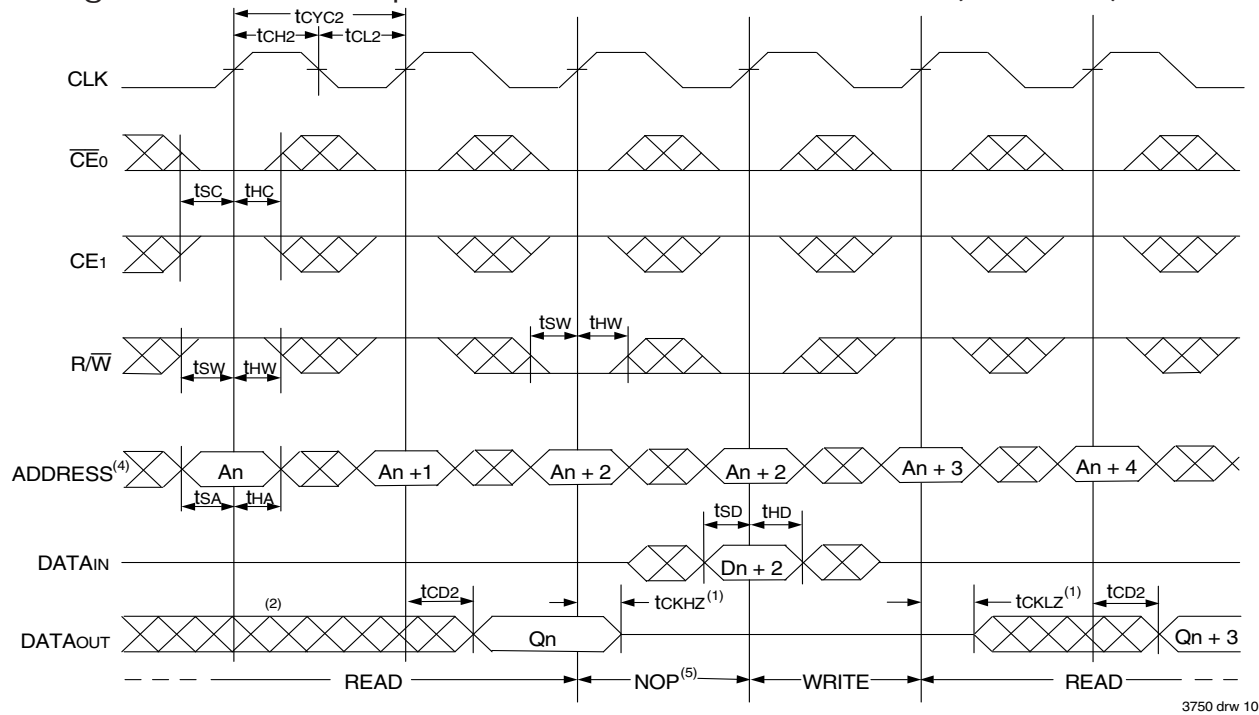 tCYC2
tCH2 tCL2
CLK
CE0
tSC tHC
CE1
tSW tHW
R/W
tSW tHW
ADDRESS(4) An An +1 An + 2 An + 2 An + 3 An + 4
tSA tHA
tSD tHD
DATAIN Dn + 2
tCD2 tCKHZ(1) tCKLZ(1) tCD2
(2)
DATAOUT Qn Qn + 3
READ NOP(5) WRITE READ
3750 drw 10